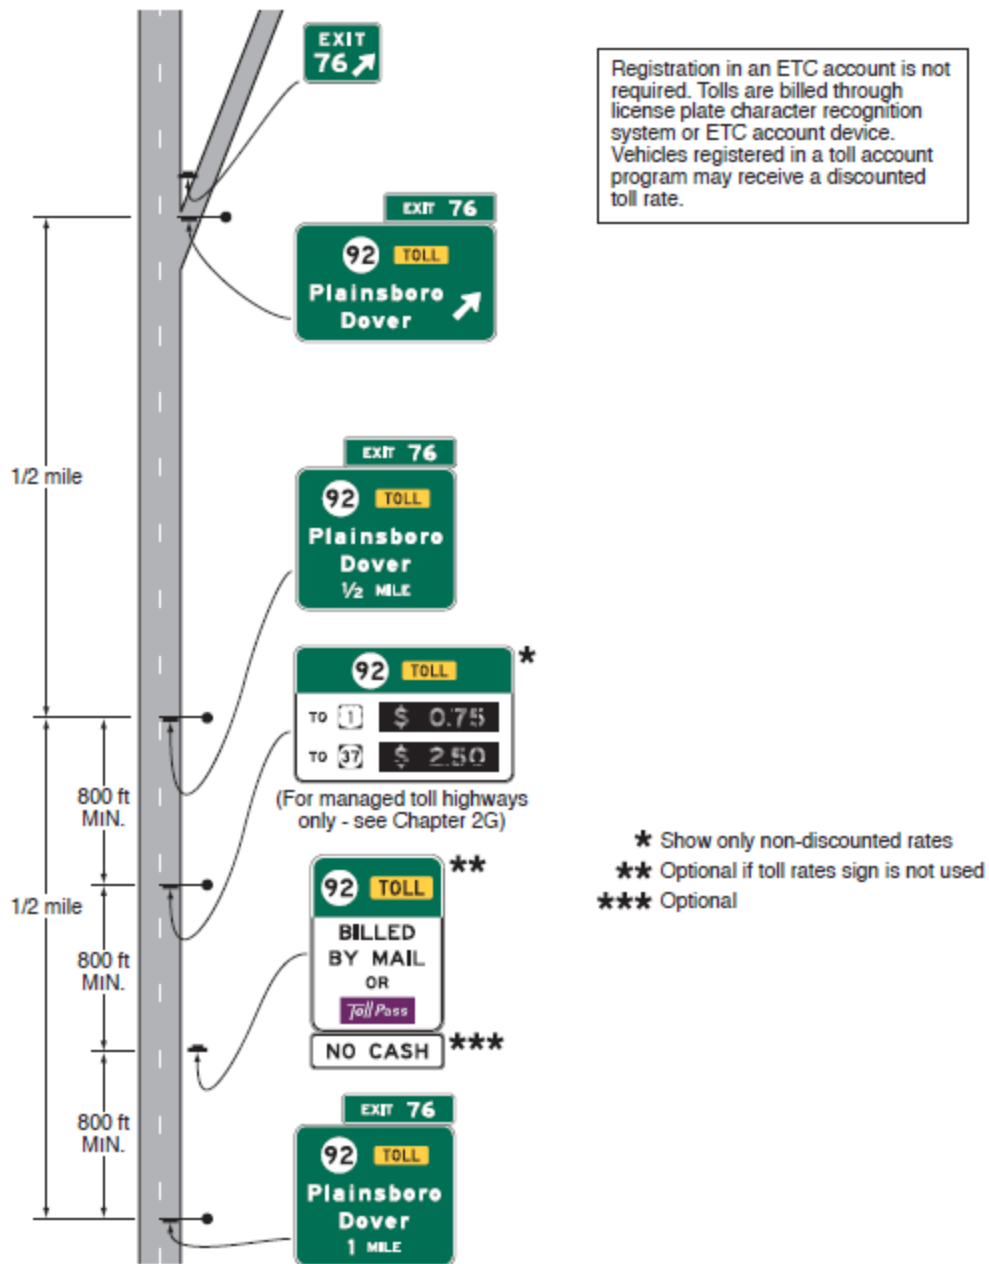 EXIT
76
Registration in an ETC account is not
required. Tolls are billed through
license plate character recognition
system or ETC account device.
Vehicles registered in a toll account
program may receive a discounted
toll rate.
EXIT 76
92 TOLL
Plainsboro
Dover
EXIT 76
92 TOLL
Plainsboro
Dover
½ MILE
1/2 mile
92 TOLL *
TO 1 $ 0.75
TO 37 $ 2.50
(For managed toll highways
only - see Chapter 2G)
800 ft
MIN.
* Show only non-discounted rates
** Optional if toll rates sign is not used
*** Optional
92 TOLL **
BILLED
BY MAIL
OR
Toll Pass
NO CASH ***
1/2 mile
800 ft
MIN.
800 ft
MIN.
EXIT 76
92 TOLL
Plainsboro
Dover
1 MILE